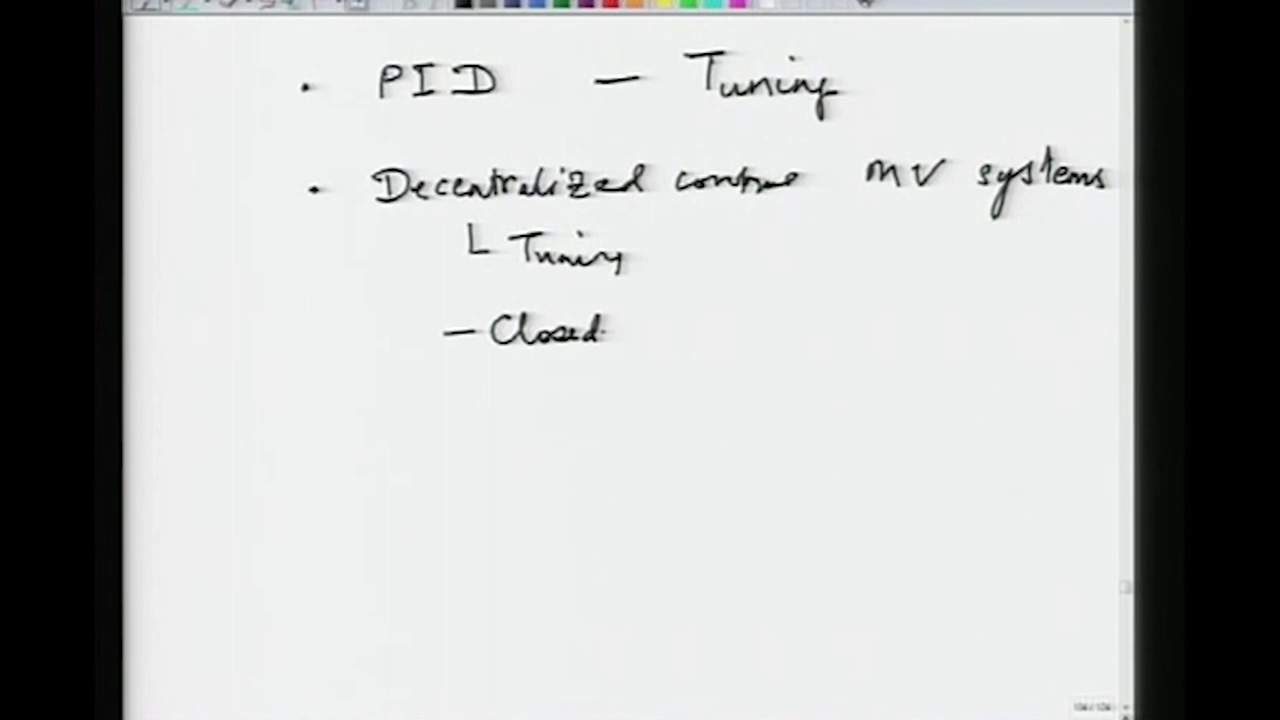 • PID — Tuning
• Decentralized control MV systems
└ Tuning
— Closed